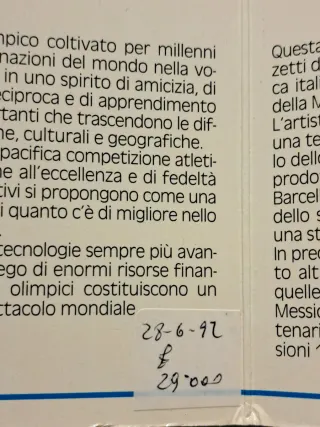 mpico coltivato per millenni
nazioni del mondo nella vo-
in uno spirito di amicizia, di
eciproca e di apprendimento
rtanti che trascendono le dif-
ne, culturali e geografiche.
pacifica competizione atleti-
ne all'eccellenza e di fedeltà
tivi si propongono come una
i quanto c'è di migliore nello
.
tecnologie sempre più avan-
ego di enormi risorse finan-
i olimpici costituiscono un
ettacolo mondiale
28-6-92
£
29.000
Questa
zetti d
ca itali
della M
L'artist
una te
lo dello
prodo
Barcel
dello s
una st
In prec
to alt
quelle
Messic
tenari
sioni 1